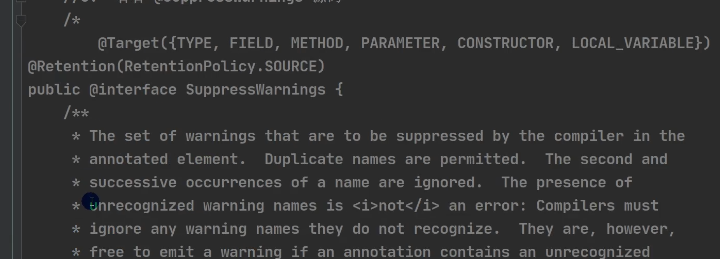 @SuppressWarnings
/*
@Target({TYPE, FIELD, METHOD, PARAMETER, CONSTRUCTOR, LOCAL_VARIABLE})
@Retention(RetentionPolicy.SOURCE)
public @interface SuppressWarnings {
/**
* The set of warnings that are to be suppressed by the compiler in the
* annotated element.  Duplicate names are permitted.  The second and
* successive occurrences of a name are ignored.  The presence of
* unrecognized warning names is <i>not</i> an error: Compilers must
* ignore any warning names they do not recognize.  They are, however,
* free to emit a warning if an annotation contains an unrecognized